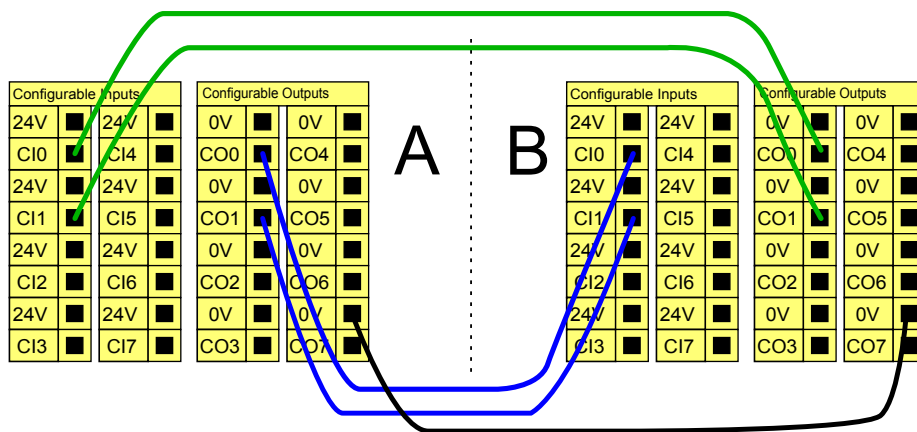 Configurable Inputs
24V 24V
CI0 CI4
24V 24V
CI1 CI5
24V 24V
CI2 CI6
24V 24V
CI3 CI7
Configurable Outputs
0V 0V
CO0 CO4
0V 0V
CO1 CO5
0V 0V
CO2 CO6
0V 0V
CO3 CO7
A
B
Configurable Inputs
24V 24V
CI0 CI4
24V 24V
CI1 CI5
24V 24V
CI2 CI6
24V 24V
CI3 CI7
Configurable Outputs
0V 0V
CO0 CO4
0V 0V
CO1 CO5
0V 0V
CO2 CO6
0V 0V
CO3 CO7